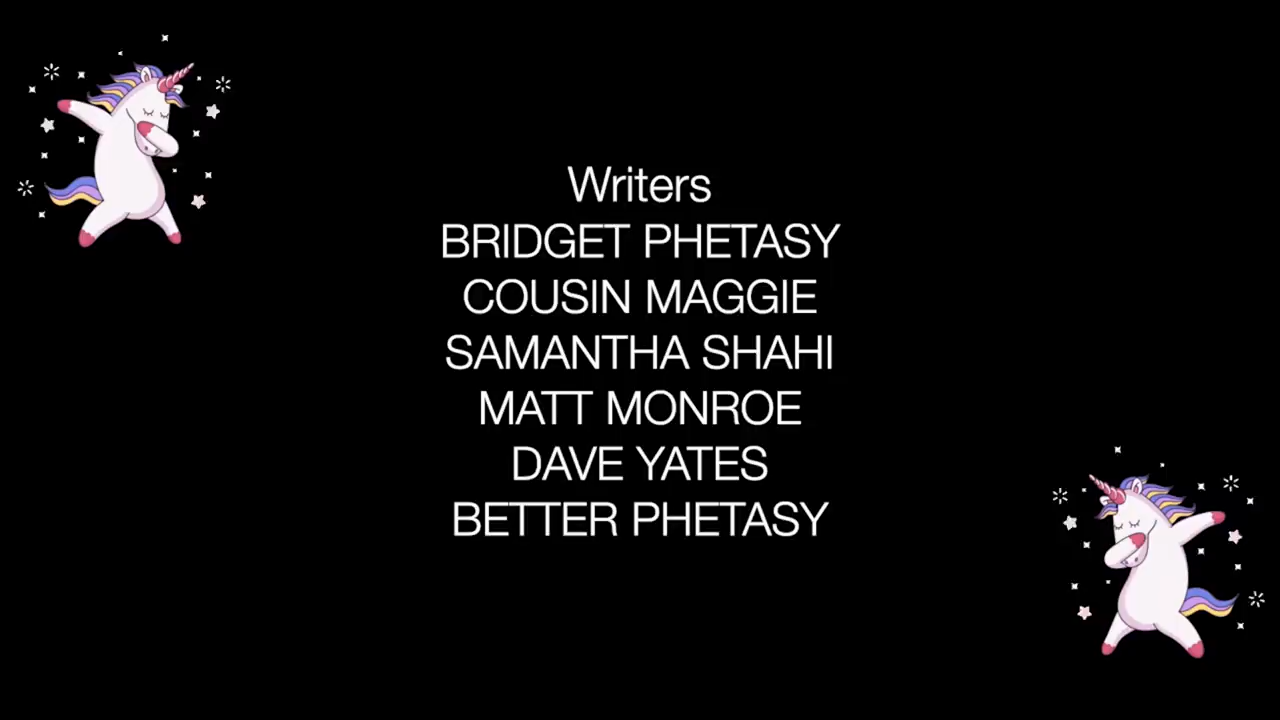 Writers
BRIDGET PHETASY
COUSIN MAGGIE
SAMANTHA SHAHI
MATT MONROE
DAVE YATES
BETTER PHETASY